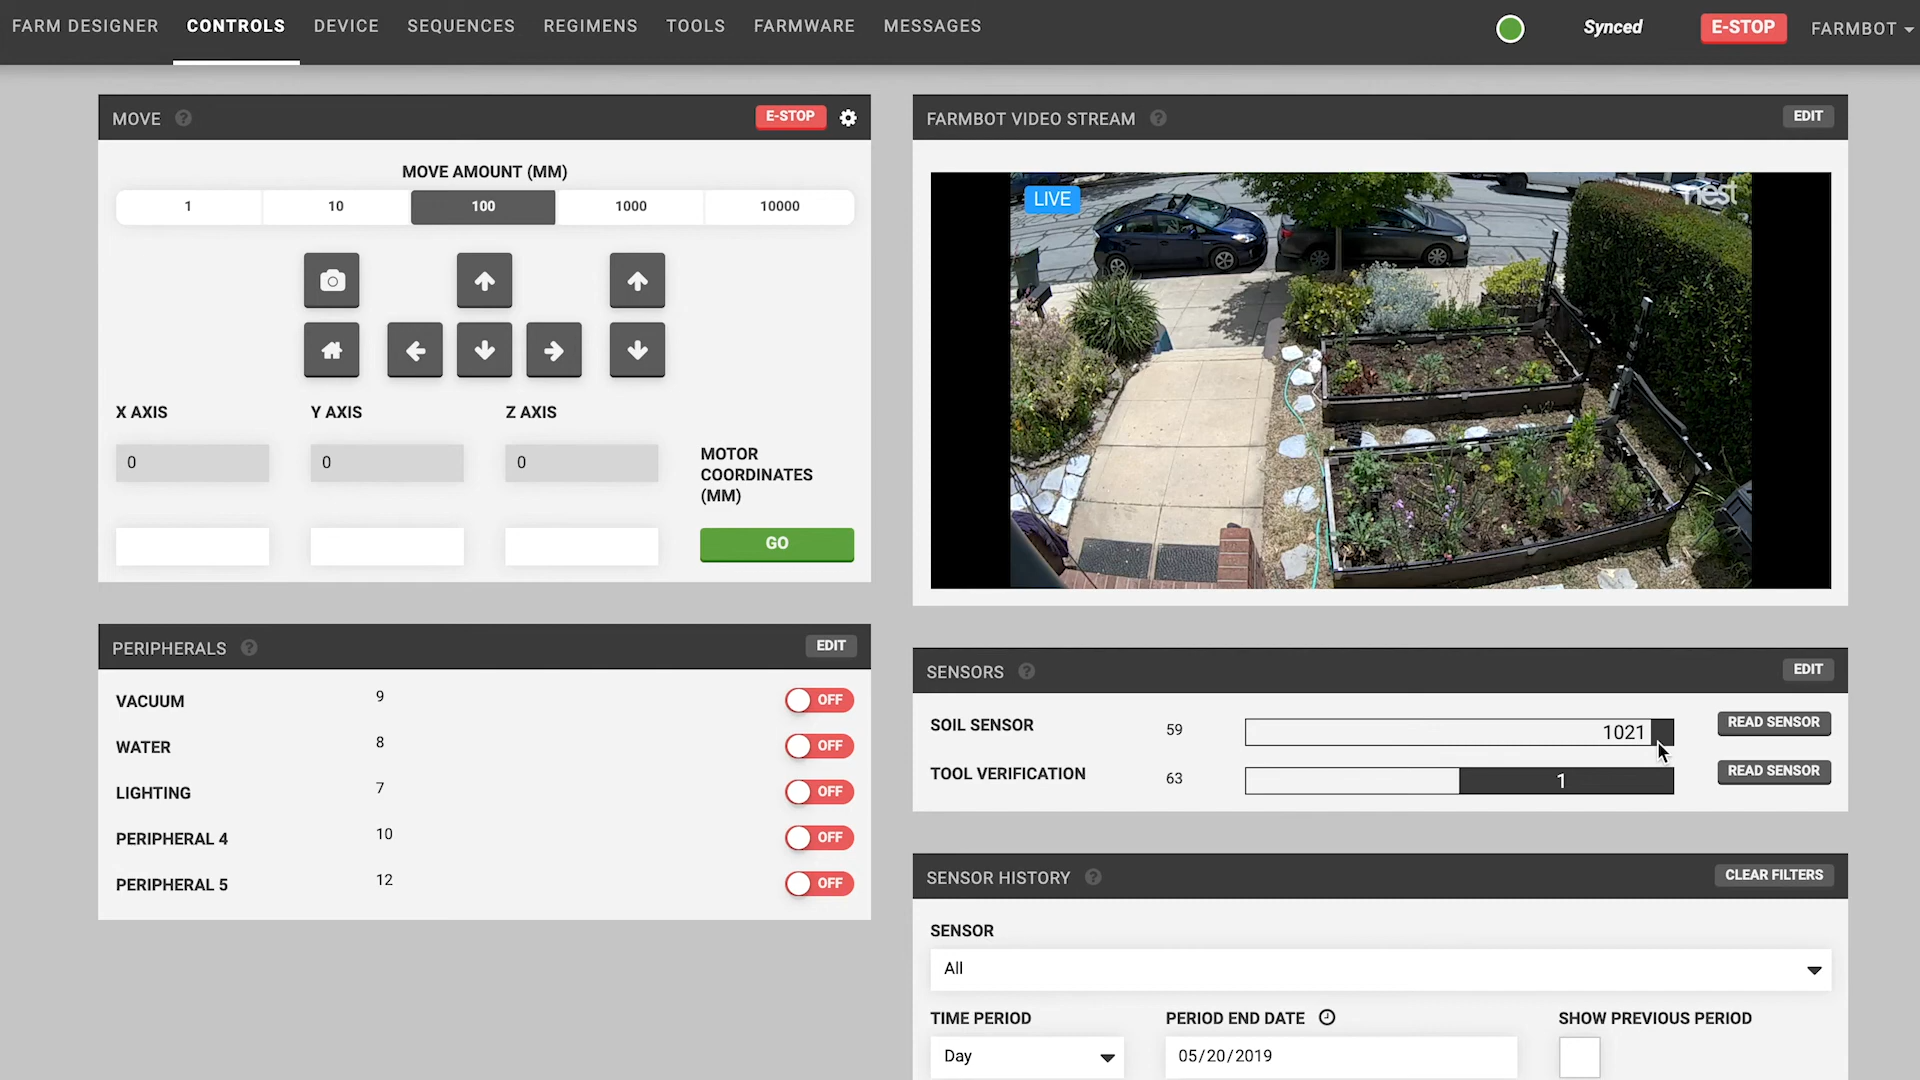 FARM DESIGNER CONTROLS DEVICE SEQUENCES REGIMENS TOOLS FARMWARE MESSAGES Synced E-STOP FARMBOT
MOVE ? E-STOP
MOVE AMOUNT (MM)
1 10 100 1000 10000
X AXIS Y AXIS Z AXIS
0 0 0
MOTOR
COORDINATES
(MM)
GO
PERIPHERALS ? EDIT
VACUUM 9 OFF
WATER 8 OFF
LIGHTING 7 OFF
PERIPHERAL 4 10 OFF
PERIPHERAL 5 12 OFF
FARMBOT VIDEO STREAM ? EDIT
LIVE nest
SENSORS ? EDIT
SOIL SENSOR 59 1021 READ SENSOR
TOOL VERIFICATION 63 1 READ SENSOR
SENSOR HISTORY ? CLEAR FILTERS
SENSOR
All
TIME PERIOD PERIOD END DATE SHOW PREVIOUS PERIOD
Day 05/20/2019